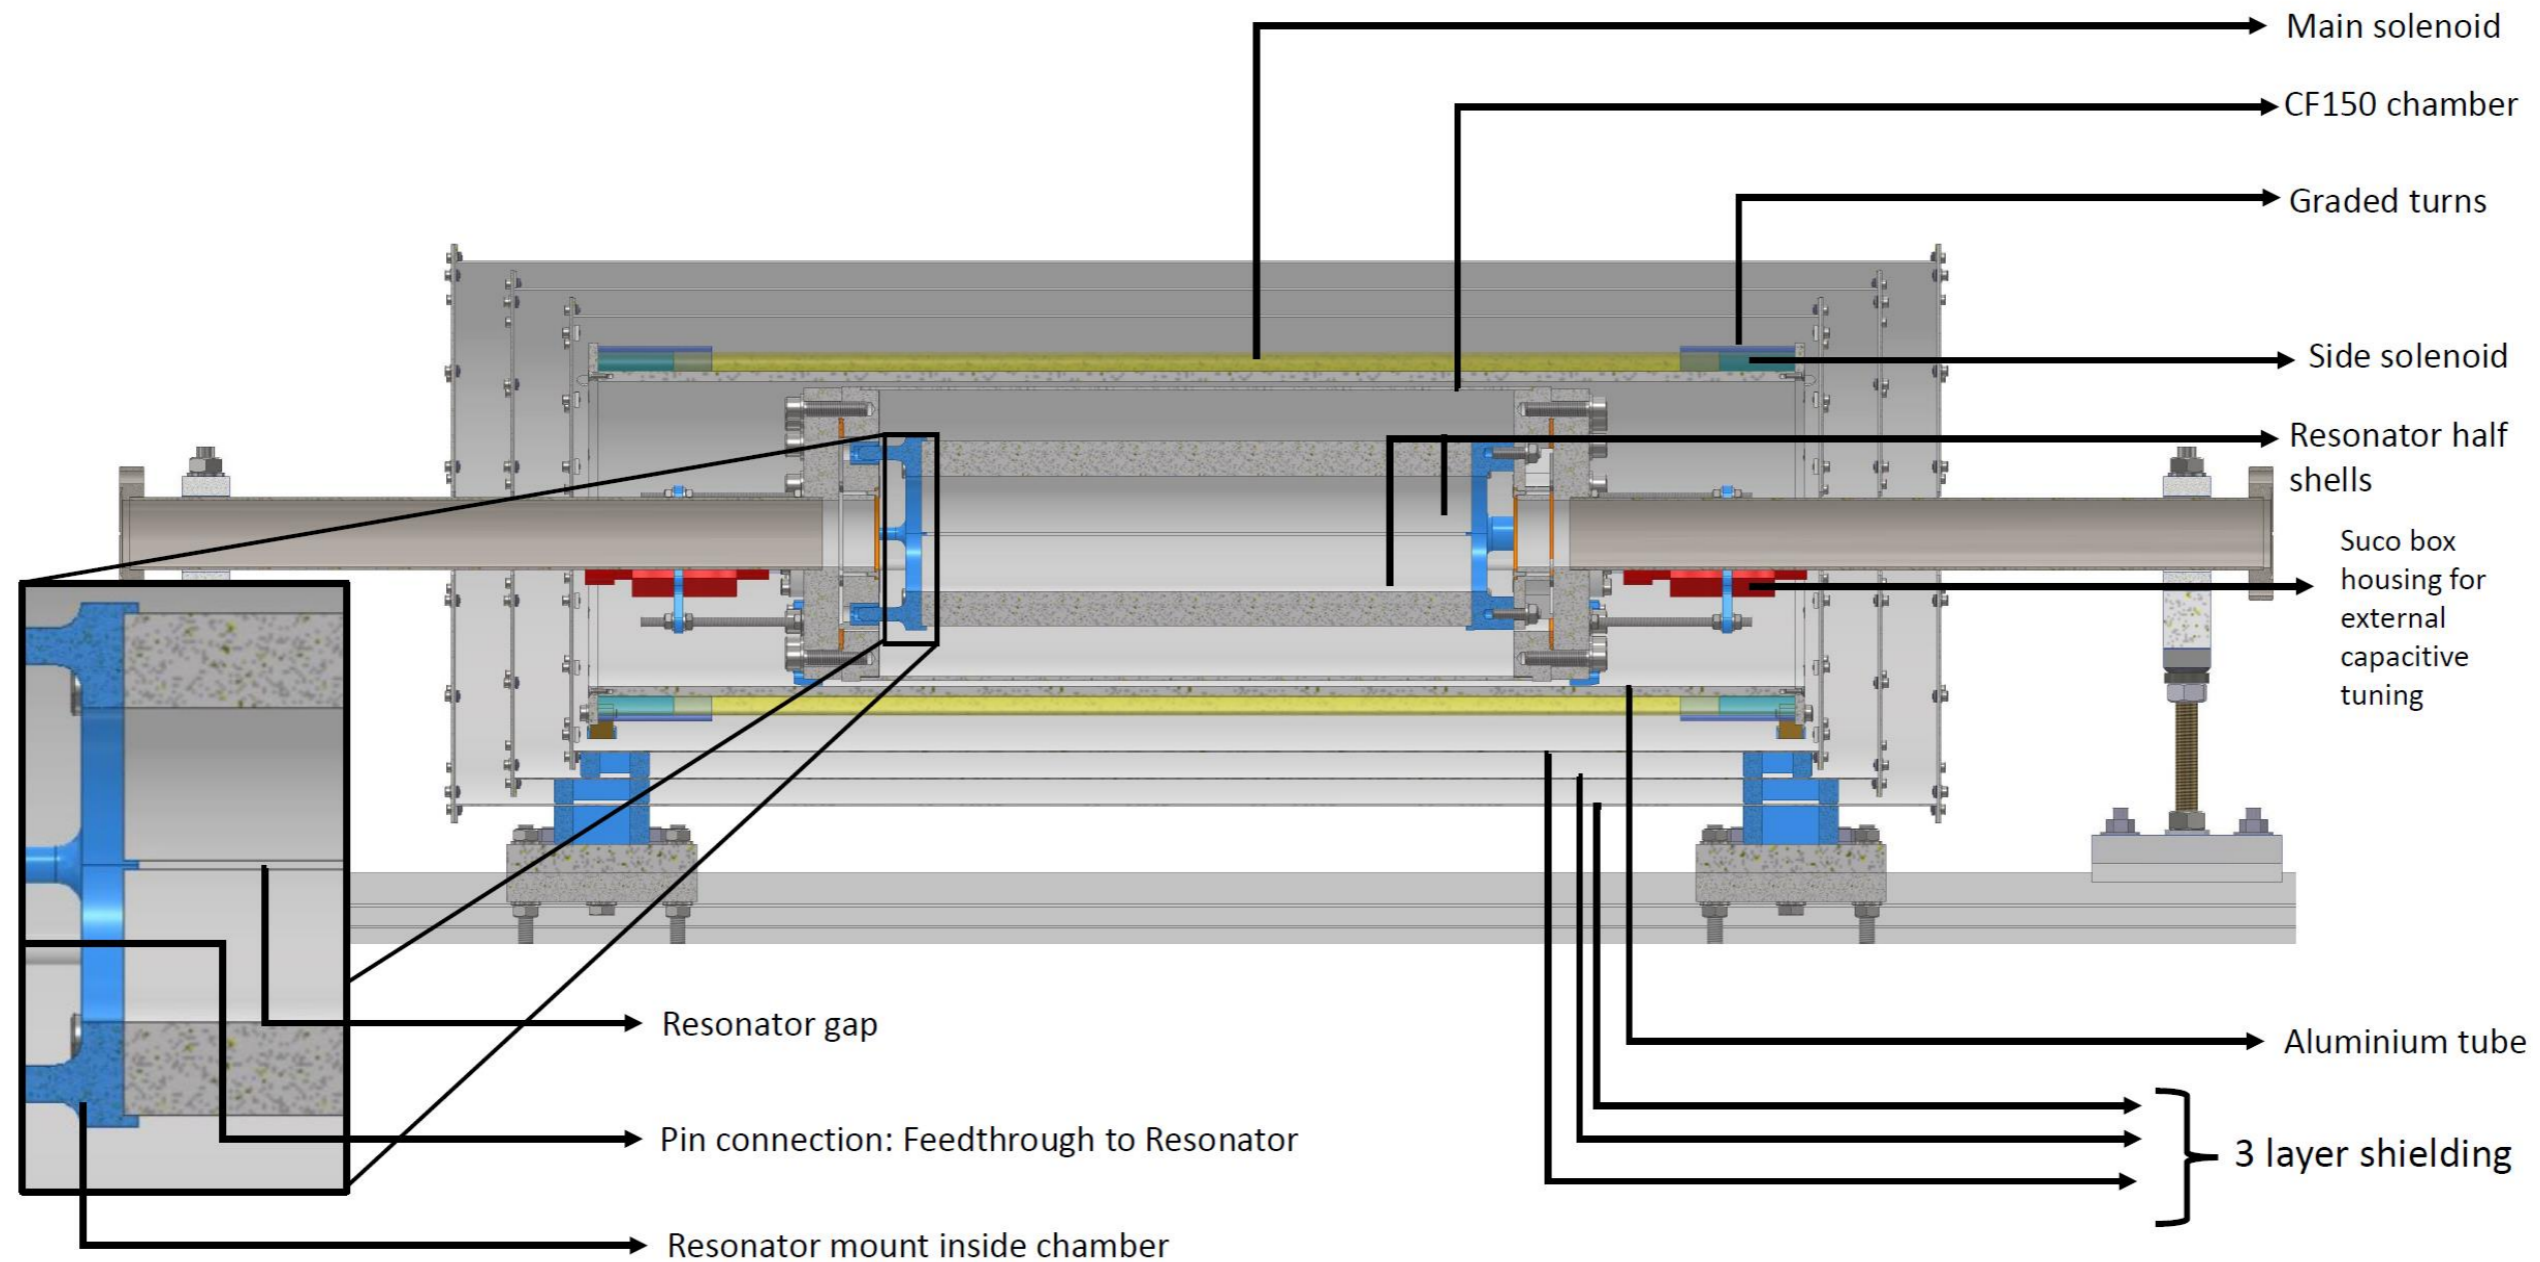 Main solenoid
CF150 chamber
Graded turns
Side solenoid
Resonator half
shells
Suco box
housing for
external
capacitive
tuning
Resonator gap
Aluminium tube
Pin connection: Feedthrough to Resonator
3 layer shielding
Resonator mount inside chamber